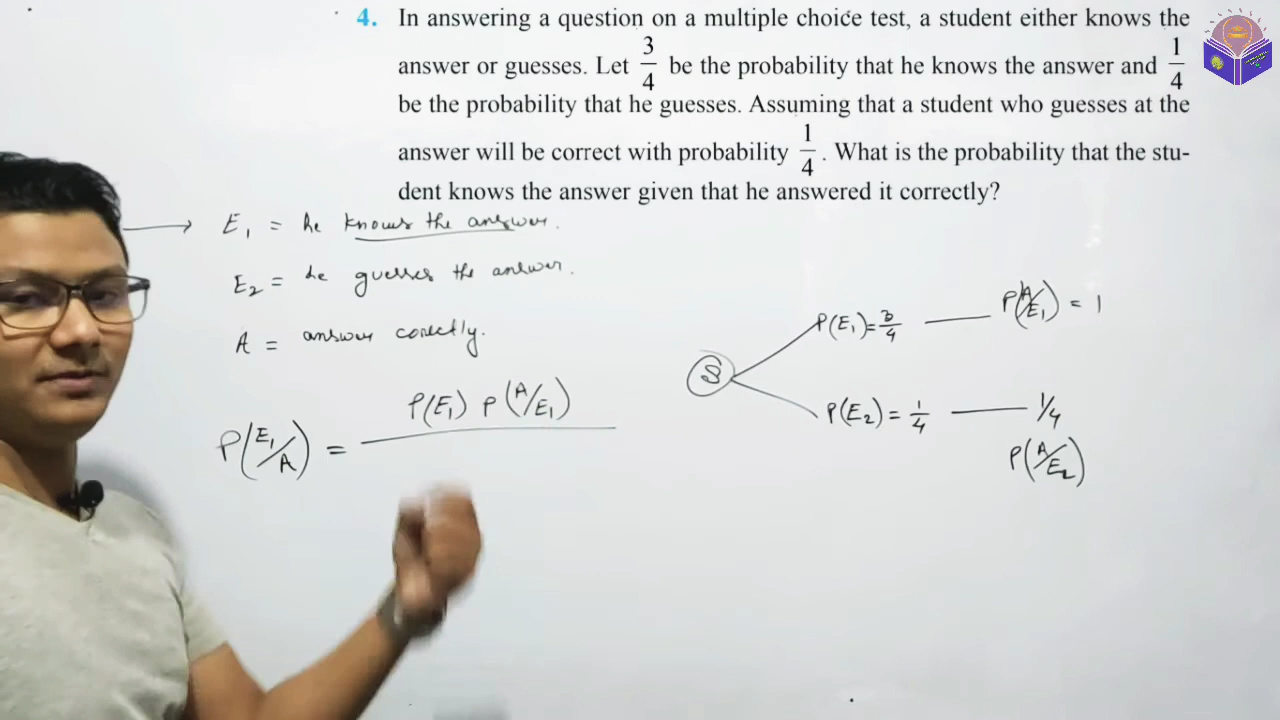 4. In answering a question on a multiple choice test, a student either knows the
answer or guesses. Let 3/4 be the probability that he knows the answer and 1/4
be the probability that he guesses. Assuming that a student who guesses at the
answer will be correct with probability 1/4. What is the probability that the stu-
dent knows the answer given that he answered it correctly?
E₁ = he knows the answer.
E₂ = he guesses the answer.
A = answer corectly.
P(E₁/A) = P(E₁) P(A/E₁)
S
P(E₁) = 3/4 — P(A/E₁) = 1
P(E₂) = 1/4 — 1/4
P(A/E₂)